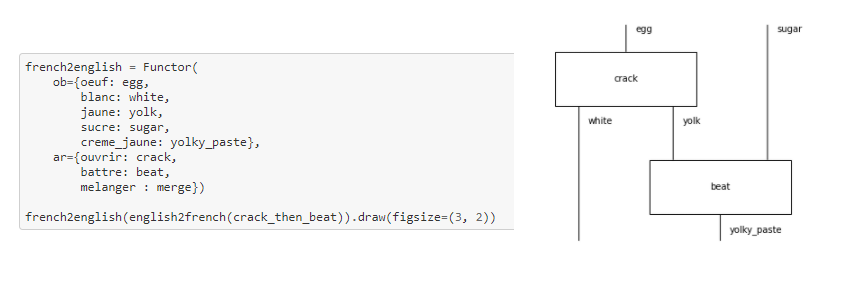 french2english = Functor(
    ob={oeuf: egg,
        blanc: white,
        jaune: yolk,
        sucre: sugar,
        creme_jaune: yolky_paste},
    ar={ouvrir: crack,
        battre: beat,
        melanger : merge})
french2english(english2french(crack_then_beat)).draw(figsize=(3, 2))
egg sugar
crack
white yolk
beat
yolky_paste